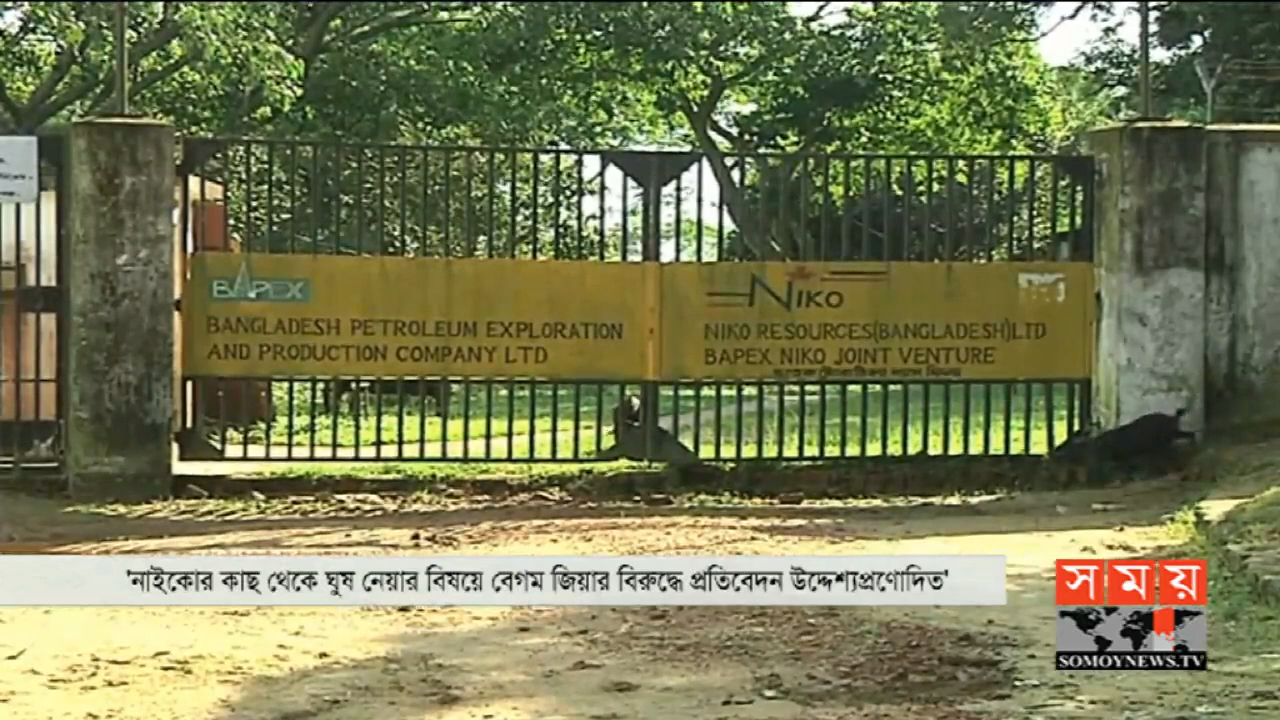 BAPEX
BANGLADESH PETROLEUM EXPLORATION
AND PRODUCTION COMPANY LTD
NIKO
NIKO RESOURCES(BANGLADESH)LTD
BAPEX NIKO JOINT VENTURE
'নাইকোর কাছ থেকে ঘুষ নেয়ার বিষয়ে বেগম জিয়ার বিরুদ্ধে প্রতিবেদন উদ্দেশ্যপ্রণোদিত'
সময়
SOMOYNEWS.TV